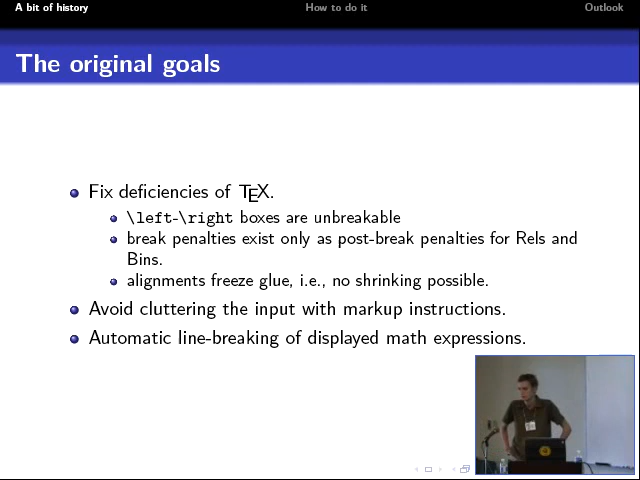 A bit of history How to do it Outlook
The original goals
Fix deficiencies of TEX.
\left-\right boxes are unbreakable
break penalties exist only as post-break penalties for Rels and
Bins.
alignments freeze glue, i.e., no shrinking possible.
Avoid cluttering the input with markup instructions.
Automatic line-breaking of displayed math expressions.